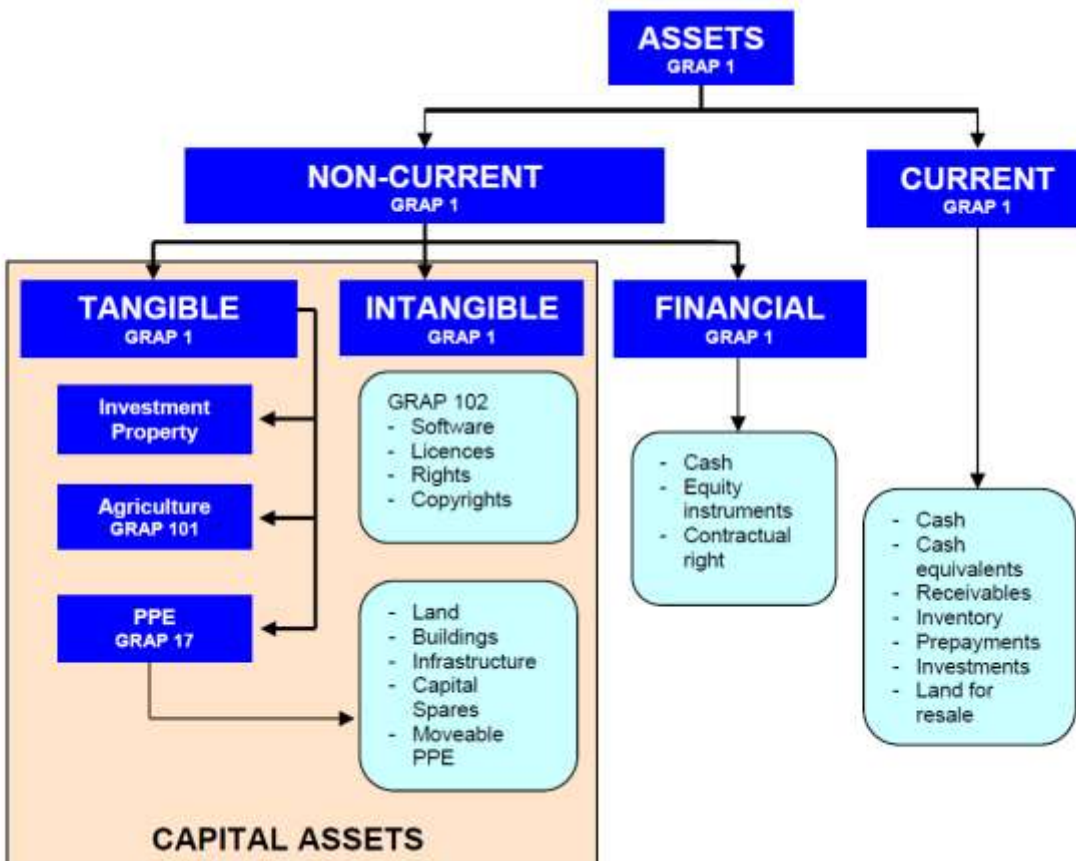 ASSETS
GRAP 1
NON-CURRENT
GRAP 1
CURRENT
GRAP 1
TANGIBLE
GRAP 1
INTANGIBLE
GRAP 1
FINANCIAL
GRAP 1
Investment
Property
Agriculture
GRAP 101
PPE
GRAP 17
GRAP 102
- Software
- Licences
- Rights
- Copyrights
- Land
- Buildings
- Infrastructure
- Capital
Spares
- Moveable
PPE
- Cash
- Equity
instruments
- Contractual
right
- Cash
- Cash
equivalents
- Receivables
- Inventory
- Prepayments
- Investments
- Land for
resale
CAPITAL ASSETS